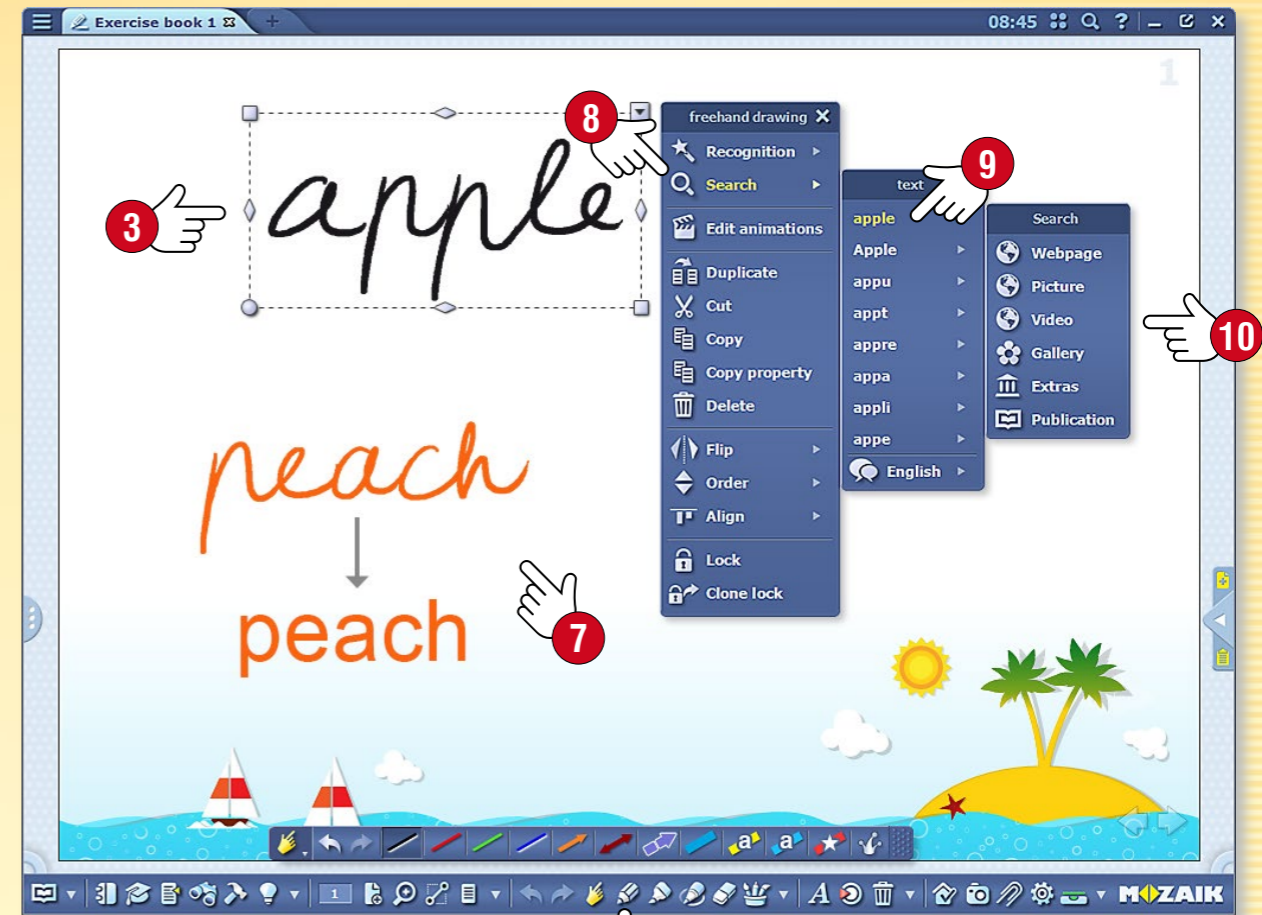 Exercise book 1
08:45
1
apple
3
8
freehand drawing
Recognition
Search
Edit animations
Duplicate
Cut
Copy
Copy property
Delete
Flip
Order
Align
Lock
Clone lock
9
text
apple
Apple
appu
appt
appre
appa
appli
appe
English
Search
Webpage
Picture
Video
Gallery
Extras
Publication
10
peach
peach
7
a a
1 A MOZAIK